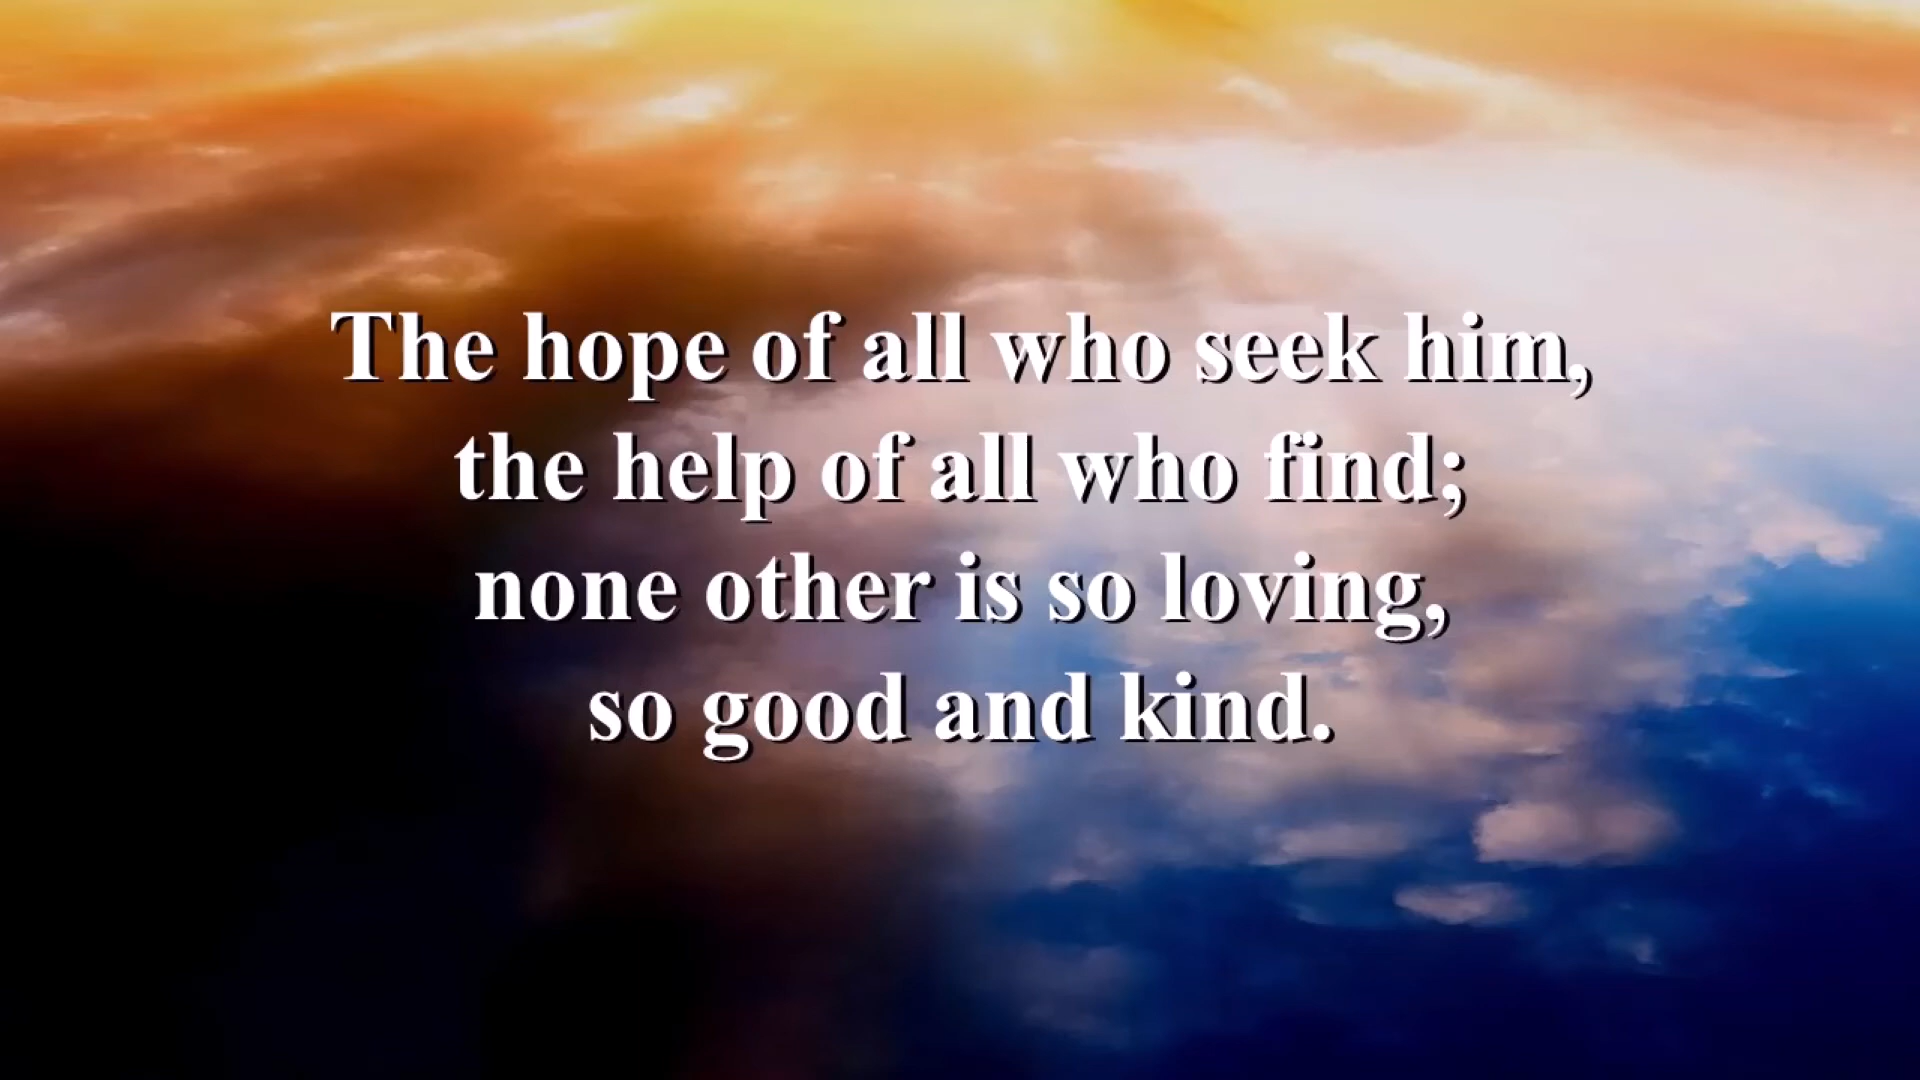 The hope of all who seek him,
the help of all who find;
none other is so loving,
so good and kind.